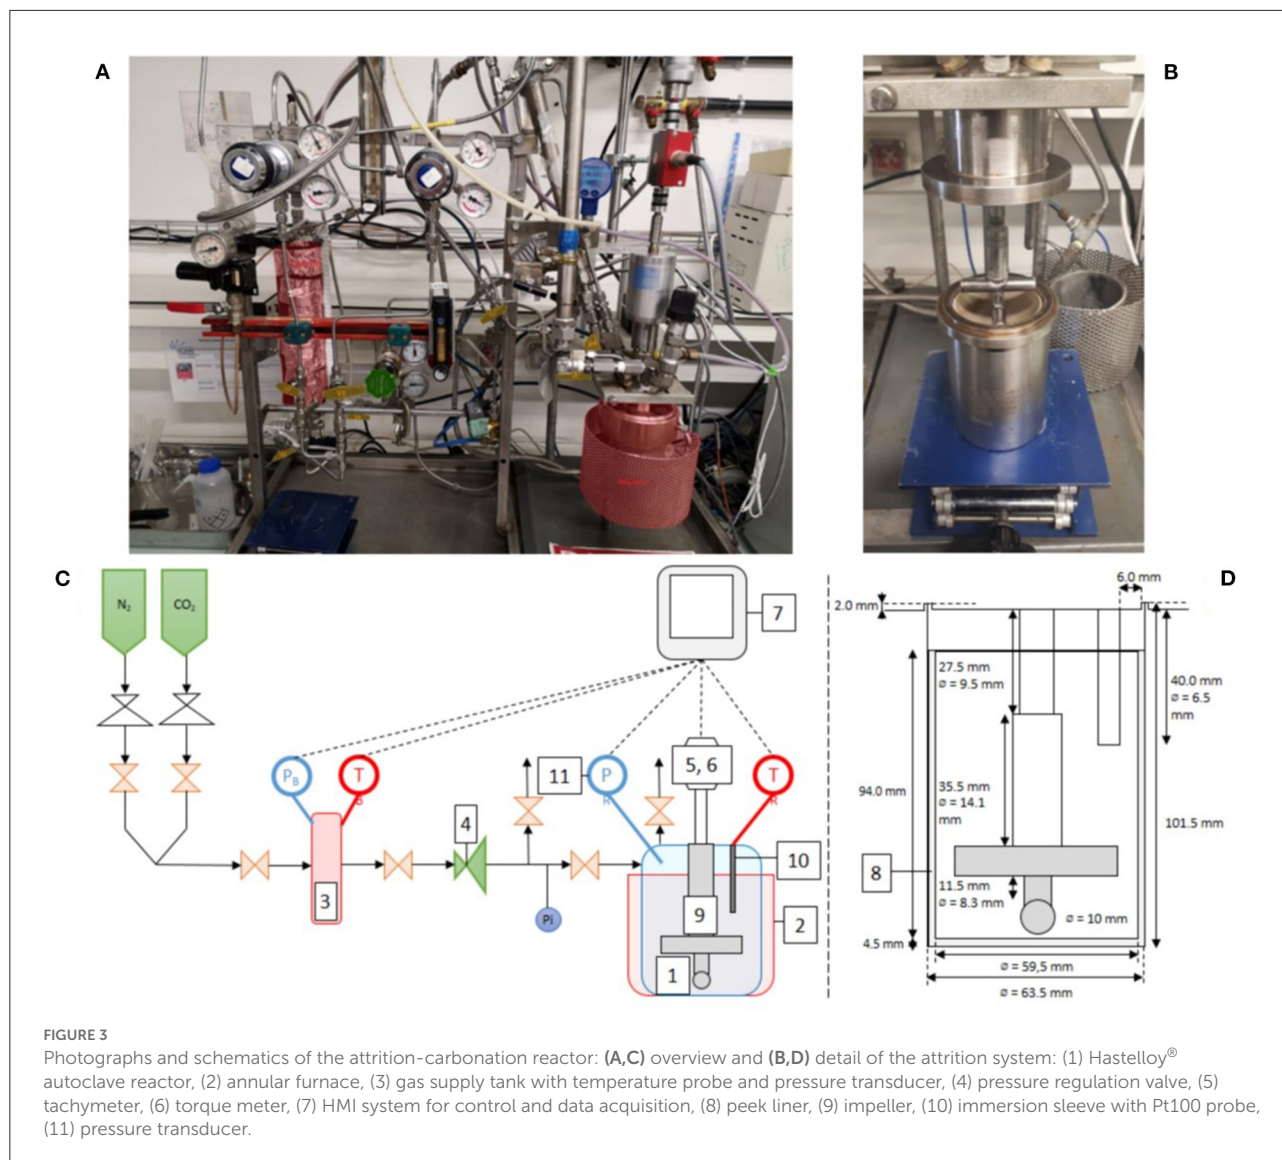 A
B
C
N₂
CO₂
7
P_B
T
B
11
P
R
5, 6
T
R
4
3
10
9
2
1
Pi
D
6.0 mm
2.0 mm
27.5 mm
ø = 9.5 mm
40.0 mm
ø = 6.5
mm
94.0 mm
35.5 mm
ø = 14.1
mm
101.5 mm
8
11.5 mm
ø = 8.3 mm
ø = 10 mm
4.5 mm
ø = 59,5 mm
ø = 63.5 mm
FIGURE 3
Photographs and schematics of the attrition-carbonation reactor: (A,C) overview and (B,D) detail of the attrition system: (1) Hastelloy®
autoclave reactor, (2) annular furnace, (3) gas supply tank with temperature probe and pressure transducer, (4) pressure regulation valve, (5)
tachymeter, (6) torque meter, (7) HMI system for control and data acquisition, (8) peek liner, (9) impeller, (10) immersion sleeve with Pt100 probe,
(11) pressure transducer.